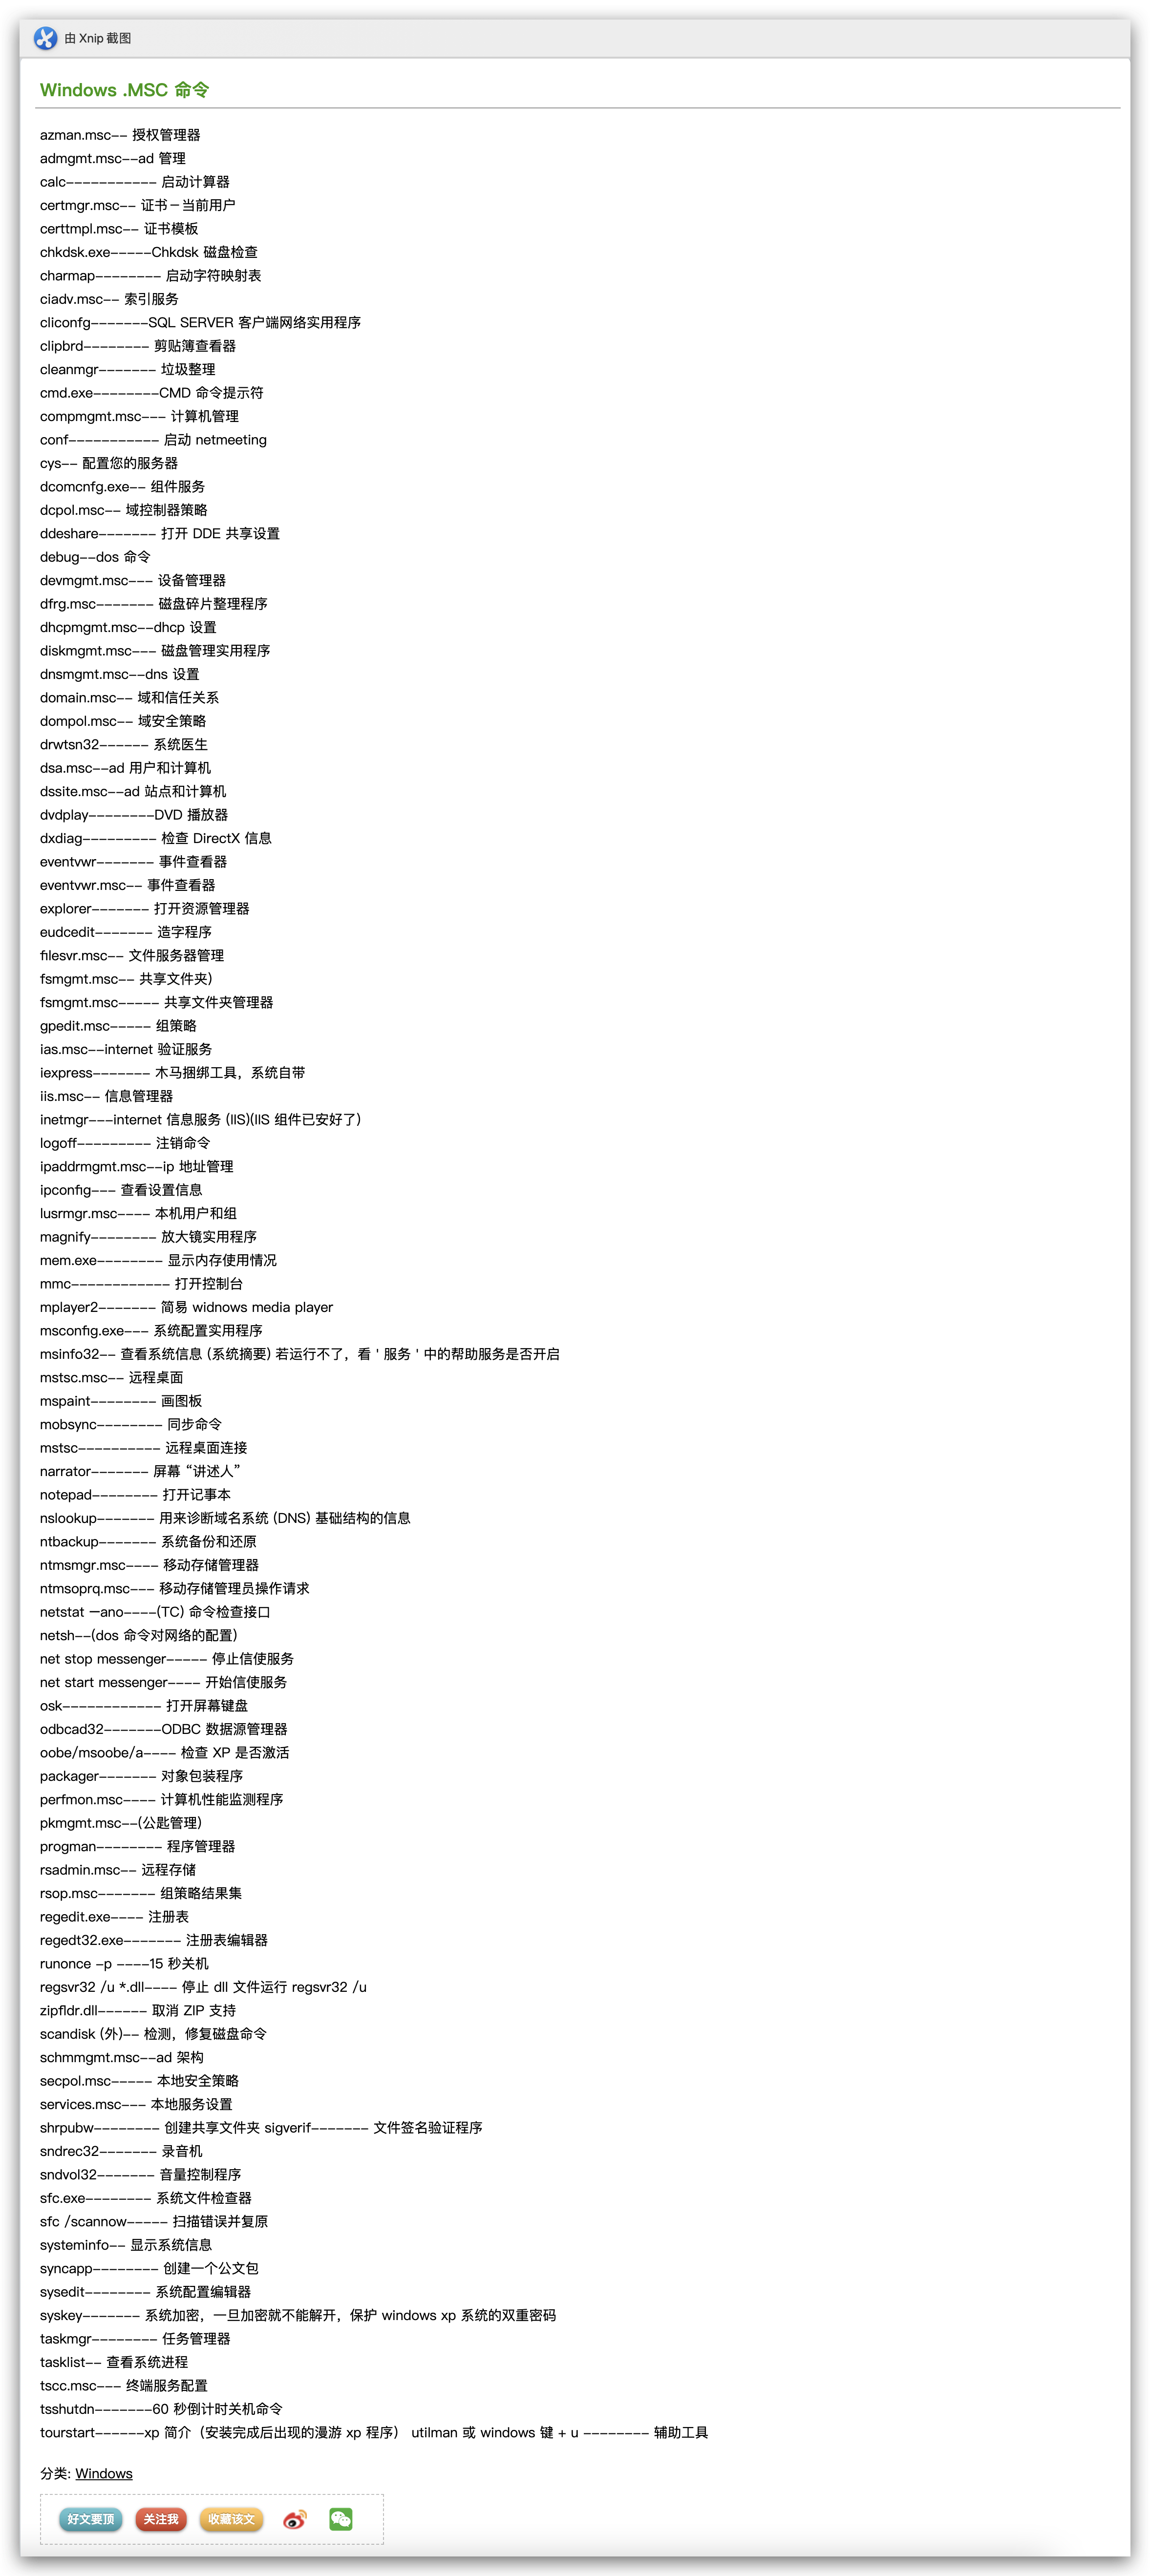 由 Xnip 截图
Windows .MSC 命令
azman.msc-- 授权管理器
admgmt.msc--ad 管理
calc----------- 启动计算器
certmgr.msc-- 证书－当前用户
certtmpl.msc-- 证书模板
chkdsk.exe-----Chkdsk 磁盘检查
charmap-------- 启动字符映射表
ciadv.msc-- 索引服务
cliconfg-------SQL SERVER 客户端网络实用程序
clipbrd-------- 剪贴簿查看器
cleanmgr------- 垃圾整理
cmd.exe--------CMD 命令提示符
compmgmt.msc--- 计算机管理
conf----------- 启动 netmeeting
cys-- 配置您的服务器
dcomcnfg.exe-- 组件服务
dcpol.msc-- 域控制器策略
ddeshare------- 打开 DDE 共享设置
debug--dos 命令
devmgmt.msc--- 设备管理器
dfrg.msc------- 磁盘碎片整理程序
dhcpmgmt.msc--dhcp 设置
diskmgmt.msc--- 磁盘管理实用程序
dnsmgmt.msc--dns 设置
domain.msc-- 域和信任关系
dompol.msc-- 域安全策略
drwtsn32------ 系统医生
dsa.msc--ad 用户和计算机
dssite.msc--ad 站点和计算机
dvdplay--------DVD 播放器
dxdiag--------- 检查 DirectX 信息
eventvwr------- 事件查看器
eventvwr.msc-- 事件查看器
explorer------- 打开资源管理器
eudcedit------- 造字程序
filesvr.msc-- 文件服务器管理
fsmgmt.msc-- 共享文件夹)
fsmgmt.msc----- 共享文件夹管理器
gpedit.msc----- 组策略
ias.msc--internet 验证服务
iexpress------- 木马捆绑工具，系统自带
iis.msc-- 信息管理器
inetmgr---internet 信息服务 (IIS)(IIS 组件已安好了)
logoff--------- 注销命令
ipaddrmgmt.msc--ip 地址管理
ipconfig--- 查看设置信息
lusrmgr.msc---- 本机用户和组
magnify-------- 放大镜实用程序
mem.exe-------- 显示内存使用情况
mmc------------ 打开控制台
mplayer2------- 简易 widnows media player
msconfig.exe--- 系统配置实用程序
msinfo32-- 查看系统信息 (系统摘要) 若运行不了，看 ' 服务 ' 中的帮助服务是否开启
mstsc.msc-- 远程桌面
mspaint-------- 画图板
mobsync-------- 同步命令
mstsc---------- 远程桌面连接
narrator------- 屏幕 “讲述人”
notepad-------- 打开记事本
nslookup------- 用来诊断域名系统 (DNS) 基础结构的信息
ntbackup------- 系统备份和还原
ntmsmgr.msc---- 移动存储管理器
ntmsoprq.msc--- 移动存储管理员操作请求
netstat －ano----(TC) 命令检查接口
netsh--(dos 命令对网络的配置)
net stop messenger----- 停止信使服务
net start messenger---- 开始信使服务
osk------------ 打开屏幕键盘
odbcad32-------ODBC 数据源管理器
oobe/msoobe/a---- 检查 XP 是否激活
packager------- 对象包装程序
perfmon.msc---- 计算机性能监测程序
pkmgmt.msc--(公匙管理)
progman-------- 程序管理器
rsadmin.msc-- 远程存储
rsop.msc------- 组策略结果集
regedit.exe---- 注册表
regedt32.exe------- 注册表编辑器
runonce -p ----15 秒关机
regsvr32 /u *.dll---- 停止 dll 文件运行 regsvr32 /u
zipfldr.dll------ 取消 ZIP 支持
scandisk (外)-- 检测，修复磁盘命令
schmmgmt.msc--ad 架构
secpol.msc----- 本地安全策略
services.msc--- 本地服务设置
shrpubw-------- 创建共享文件夹 sigverif------- 文件签名验证程序
sndrec32------- 录音机
sndvol32------- 音量控制程序
sfc.exe-------- 系统文件检查器
sfc /scannow----- 扫描错误并复原
systeminfo-- 显示系统信息
syncapp-------- 创建一个公文包
sysedit-------- 系统配置编辑器
syskey------- 系统加密，一旦加密就不能解开，保护 windows xp 系统的双重密码
taskmgr-------- 任务管理器
tasklist-- 查看系统进程
tscc.msc--- 终端服务配置
tsshutdn-------60 秒倒计时关机命令
tourstart------xp 简介（安装完成后出现的漫游 xp 程序） utilman 或 windows 键 + u -------- 辅助工具
分类: Windows
好文要顶 关注我 收藏该文